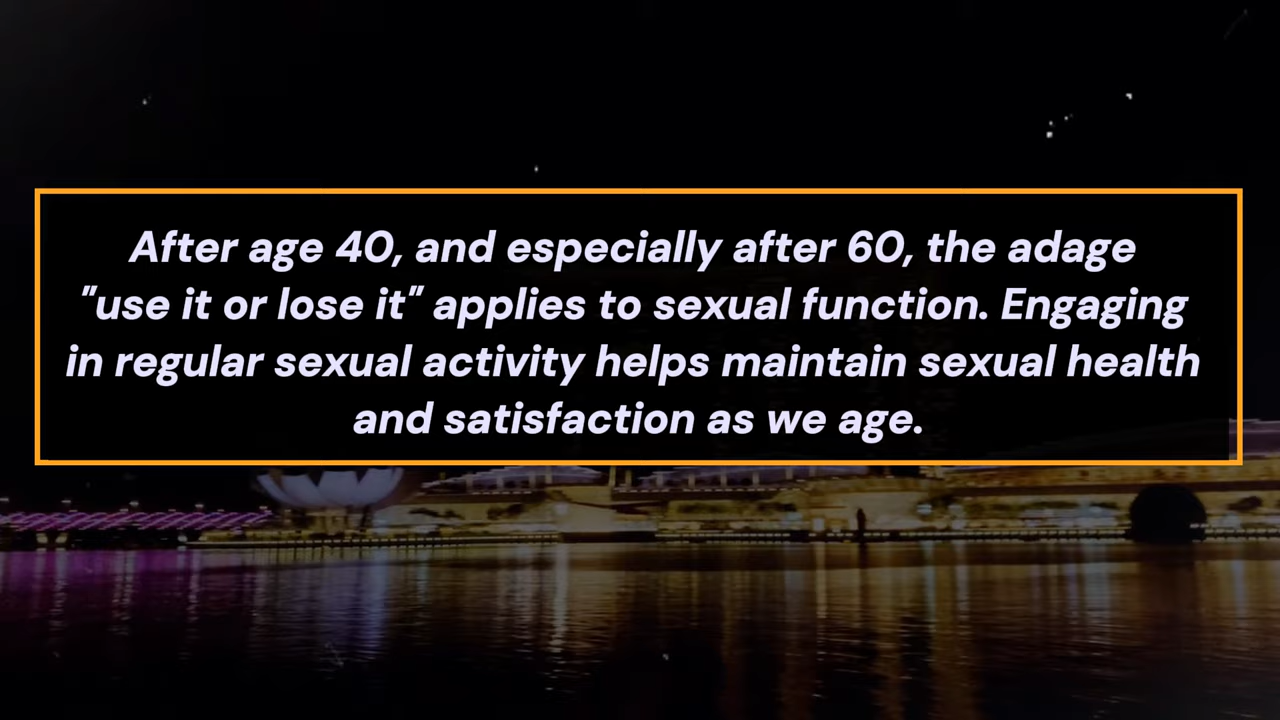 After age 40, and especially after 60, the adage
"use it or lose it" applies to sexual function. Engaging
in regular sexual activity helps maintain sexual health
and satisfaction as we age.